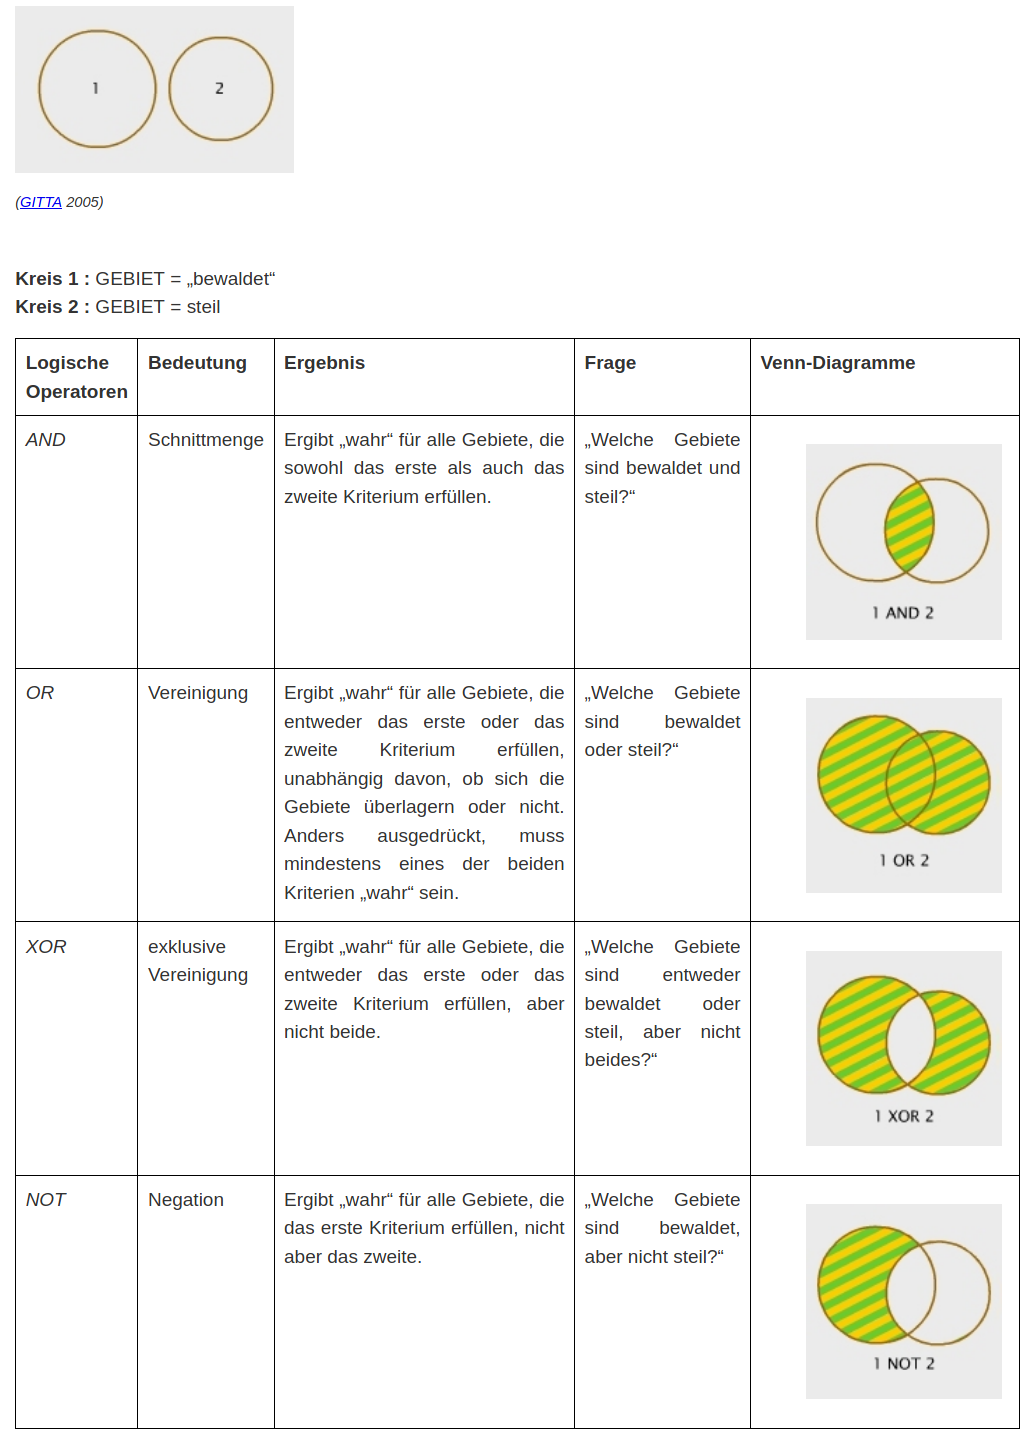 1
2
(GITTA 2005)
Kreis 1 : GEBIET = „bewaldet“
Kreis 2 : GEBIET = steil
Logische
Operatoren
Bedeutung
Ergebnis
Frage
Venn-Diagramme
AND
Schnittmenge
Ergibt „wahr“ für alle Gebiete, die
sowohl das erste als auch das
zweite Kriterium erfüllen.
„Welche Gebiete
sind bewaldet und
steil?“
1 AND 2
OR
Vereinigung
Ergibt „wahr“ für alle Gebiete, die
entweder das erste oder das
zweite Kriterium erfüllen,
unabhängig davon, ob sich die
Gebiete überlagern oder nicht.
Anders ausgedrückt, muss
mindestens eines der beiden
Kriterien „wahr“ sein.
„Welche Gebiete
sind bewaldet
oder steil?“
1 OR 2
XOR
exklusive
Vereinigung
Ergibt „wahr“ für alle Gebiete, die
entweder das erste oder das
zweite Kriterium erfüllen, aber
nicht beide.
„Welche Gebiete
sind entweder
bewaldet oder
steil, aber nicht
beides?“
1 XOR 2
NOT
Negation
Ergibt „wahr“ für alle Gebiete, die
das erste Kriterium erfüllen, nicht
aber das zweite.
„Welche Gebiete
sind bewaldet,
aber nicht steil?“
1 NOT 2